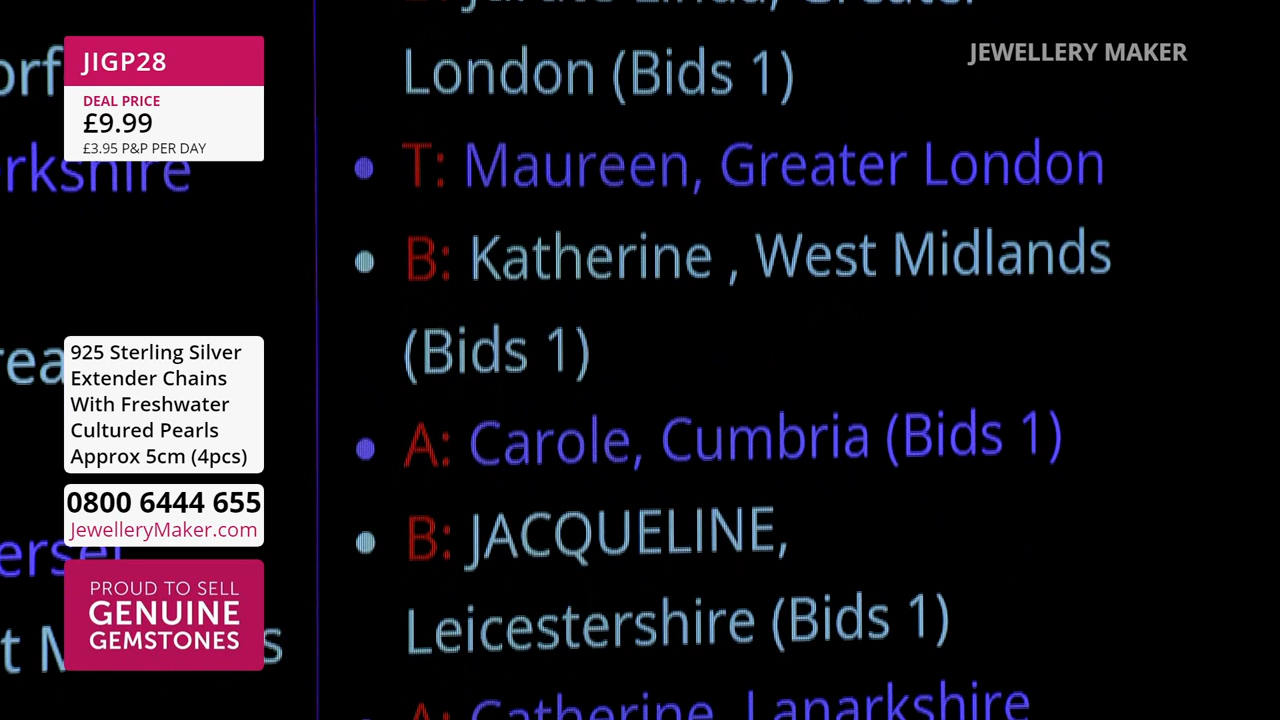 JIGP28
DEAL PRICE
£9.99
£3.95 P&P PER DAY
925 Sterling Silver
Extender Chains
With Freshwater
Cultured Pearls
Approx 5cm (4pcs)
0800 6444 655
JewelleryMaker.com
PROUD TO SELL
GENUINE
GEMSTONES
JEWELLERY MAKER
London (Bids 1)
T: Maureen, Greater London
B: Katherine , West Midlands
(Bids 1)
A: Carole, Cumbria (Bids 1)
B: JACQUELINE,
Leicestershire (Bids 1)
A: Catherine, Lanarkshire